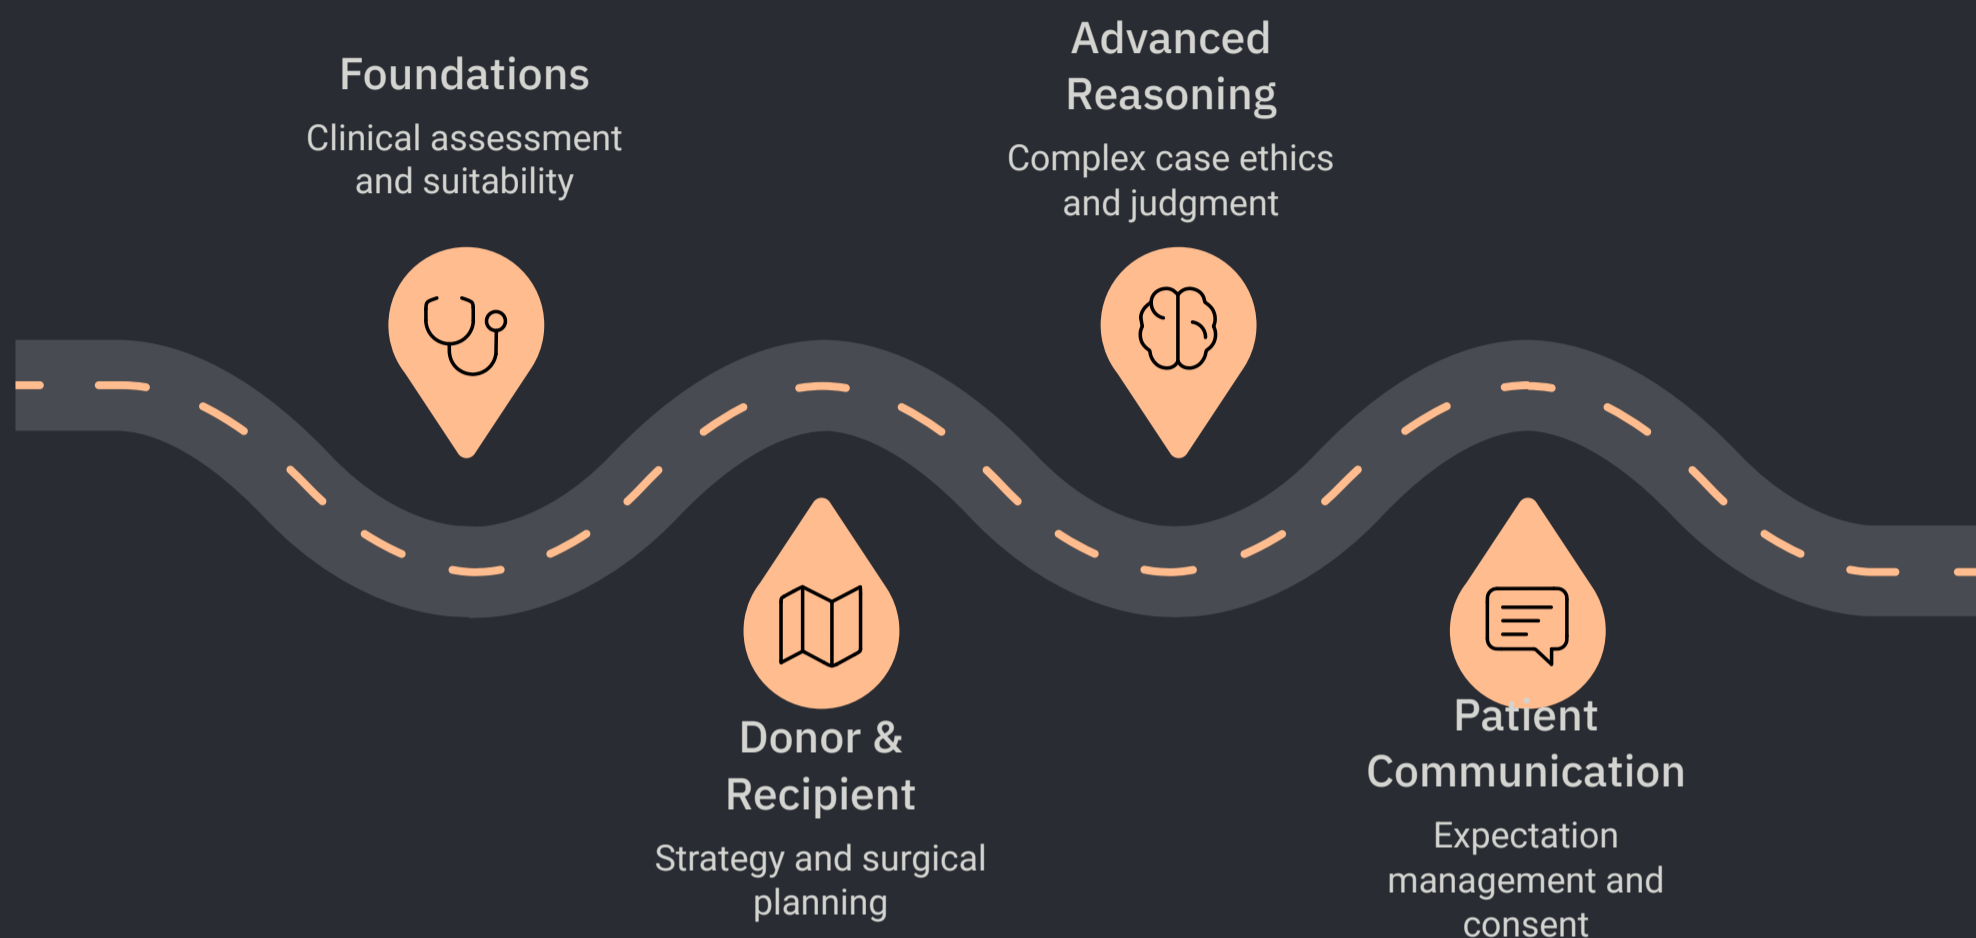 Foundations
Clinical assessment
and suitability
Donor &
Recipient
Strategy and surgical
planning
Advanced
Reasoning
Complex case ethics
and judgment
Patient
Communication
Expectation
management and
consent